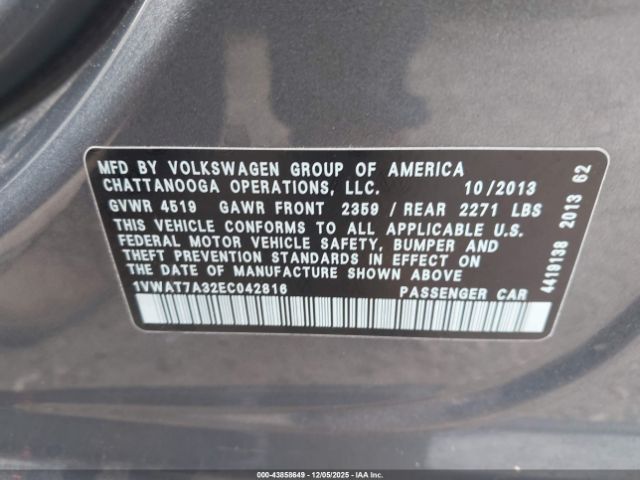 MFD BY VOLKSWAGEN GROUP OF AMERICA
CHATTANOOGA OPERATIONS, LLC. 10/2013
GVWR 4519 GAWR FRONT 2359 / REAR 2271 LBS
THIS VEHICLE CONFORMS TO ALL APPLICABLE U.S.
FEDERAL MOTOR VEHICLE SAFETY, BUMPER AND
THEFT PREVENTION STANDARDS IN EFFECT ON
THE DATE OF MANUFACTURE SHOWN ABOVE
1VWAT7A32EC042816 PASSENGER CAR
4419138 2013 62
000-43858649 - 12/05/2025 - IAAI.COM